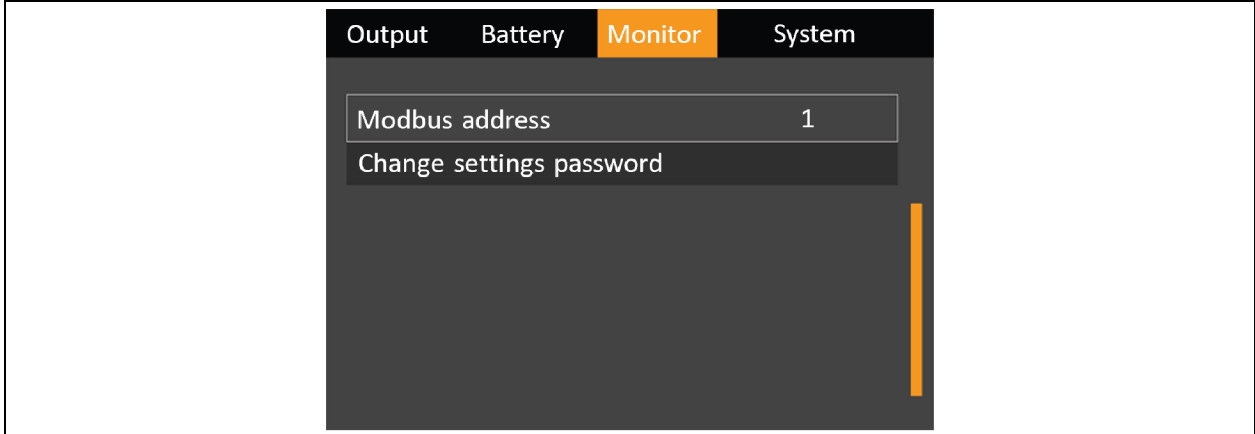 Output Battery Monitor System
Modbus address 1
Change settings password